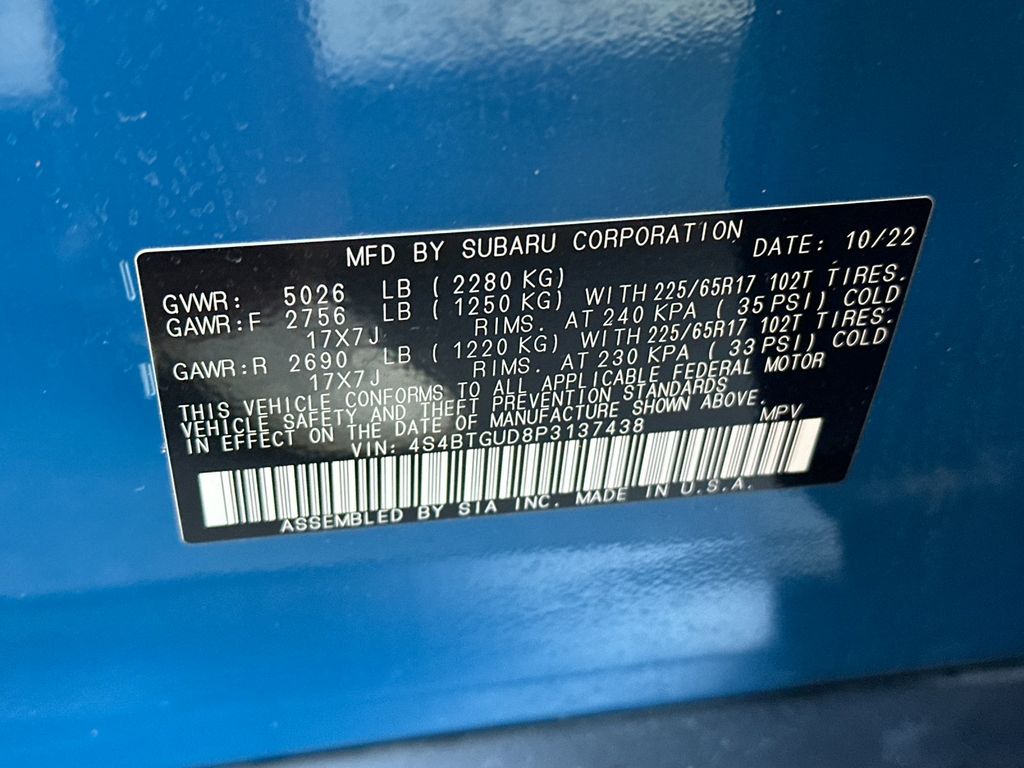 MFD BY SUBARU CORPORATION DATE: 10/22
GVWR: 5026 LB ( 2280 KG)
GAWR:F 2756 LB ( 1250 KG) WITH 225/65R17 102T TIRES.
17X7J RIMS. AT 240 KPA ( 35 PSI) COLD
GAWR:R 2690 LB ( 1220 KG) WITH 225/65R17 102T TIRES.
17X7J RIMS. AT 230 KPA ( 33 PSI) COLD
THIS VEHICLE CONFORMS TO ALL APPLICABLE FEDERAL MOTOR
VEHICLE SAFETY AND THEFT PREVENTION STANDARDS
IN EFFECT ON THE DATE OF MANUFACTURE SHOWN ABOVE.
VIN: 4S4BTGUD8P3137438 MPV
ASSEMBLED BY SIA INC. MADE IN U.S.A.